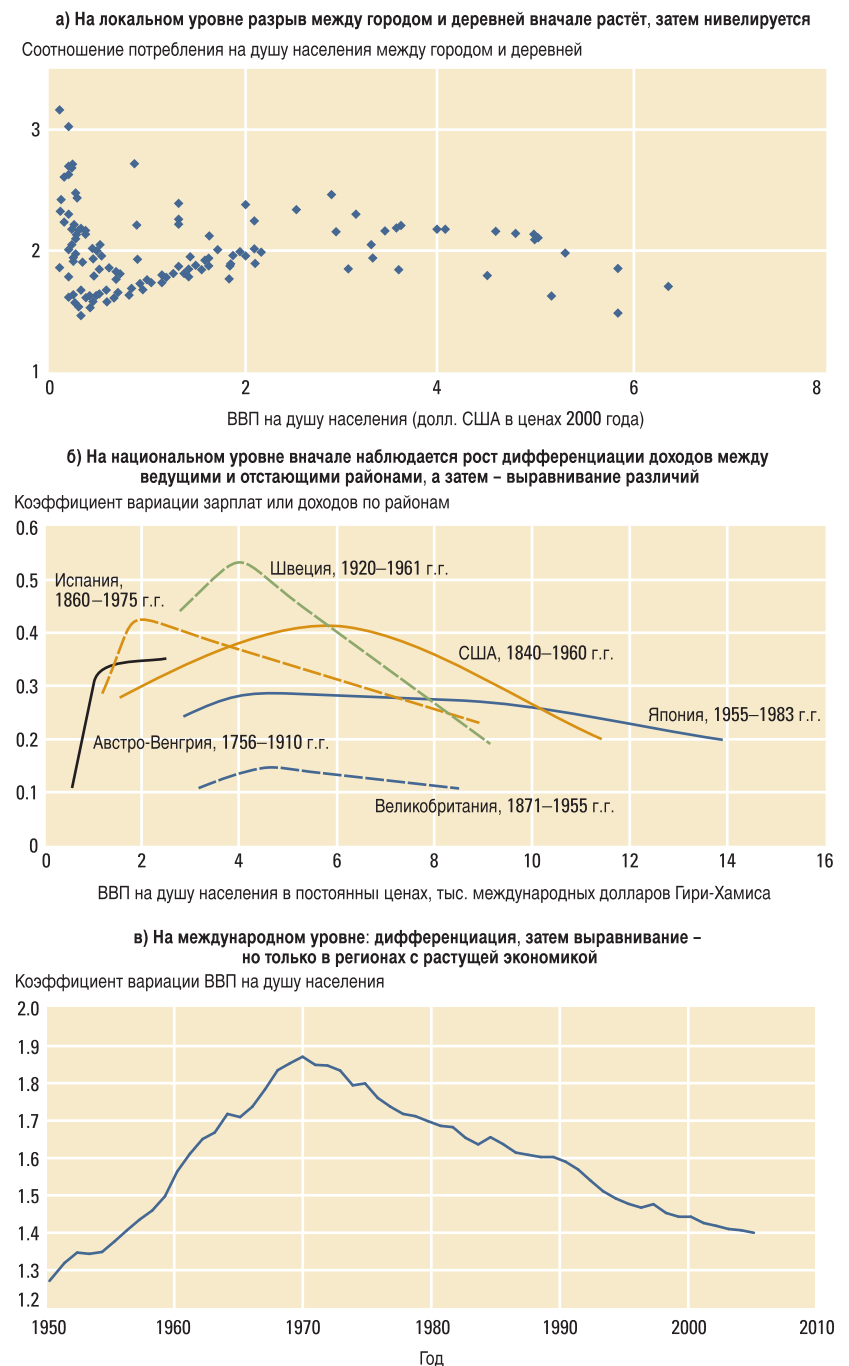 а) На локальном уровне разрыв между городом и деревней вначале растёт, затем нивелируется
Соотношение потребления на душу населения между городом и деревней
3
2
1
0 2 4 6 8
ВВП на душу населения (долл. США в ценах 2000 года)
б) На национальном уровне вначале наблюдается рост дифференциации доходов между
ведущими и отстающими районами, а затем – выравнивание различий
Коэффициент вариации зарплат или доходов по районам
0.6
0.5
0.4
0.3
0.2
0.1
0
Швеция, 1920–1961 г.г.
Испания,
1860–1975 г.г.
США, 1840–1960 г.г.
Япония, 1955–1983 г.г.
Австро-Венгрия, 1756–1910 г.г.
Великобритания, 1871–1955 г.г.
0 2 4 6 8 10 12 14 16
ВВП на душу населения в постоянныı ценах, тыс. международных долларов Гири-Хамиса
в) На международном уровне: дифференциация, затем выравнивание –
но только в регионах с растущей экономикой
Коэффициент вариации ВВП на душу населения
2.0
1.9
1.8
1.7
1.6
1.5
1.4
1.3
1.2
1950 1960 1970 1980 1990 2000 2010
Год